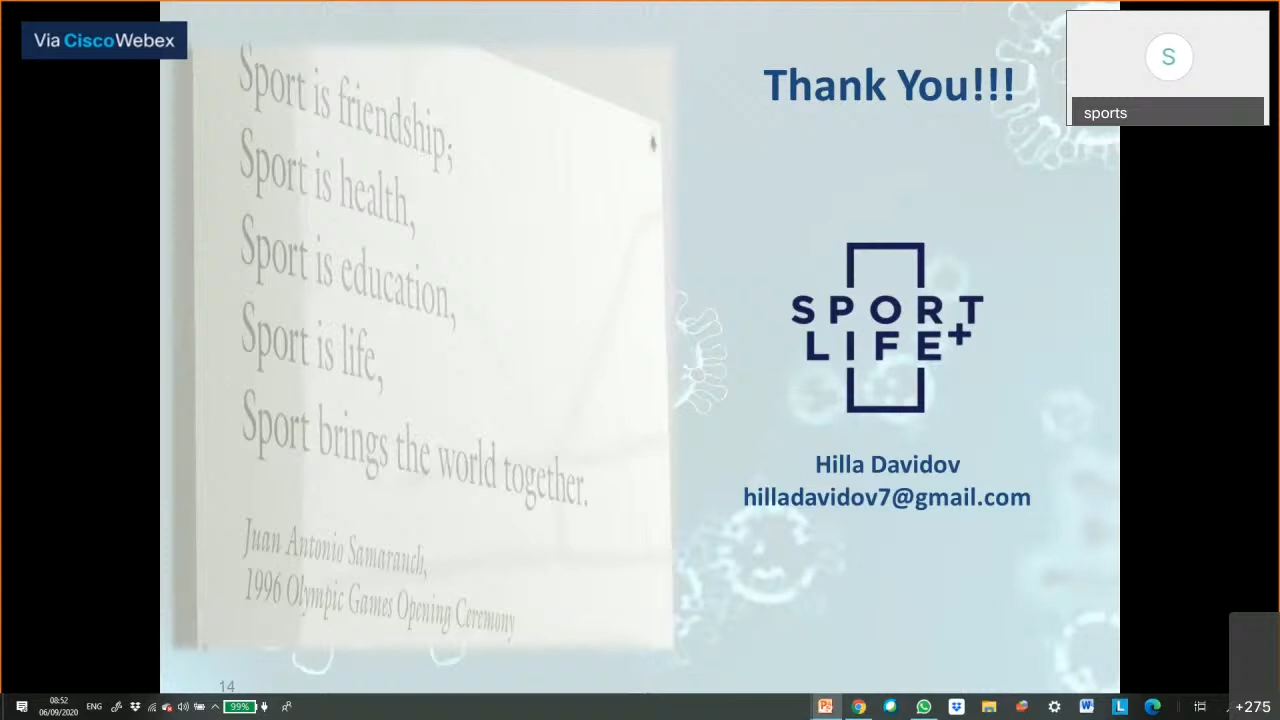 Via Cisco Webex
Sport is friendship;
Sport is health,
Sport is education,
Sport is life,
Sport brings the world together.
Juan Antonio Samaranch,
1996 Olympic Games Opening Ceremony
Thank You!!!
S
sports
SPORT
LIFE+
Hilla Davidov
hilladavidov7@gmail.com
14
08:52
06/09/2020
ENG
99%
+275